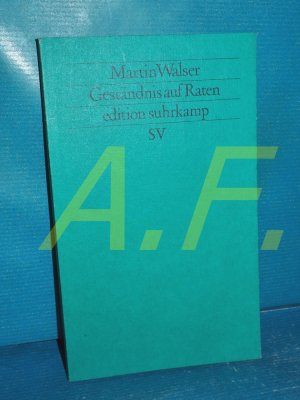 Martin Walser
Geständnis auf Raten
edition suhrkamp
SV
A.F.